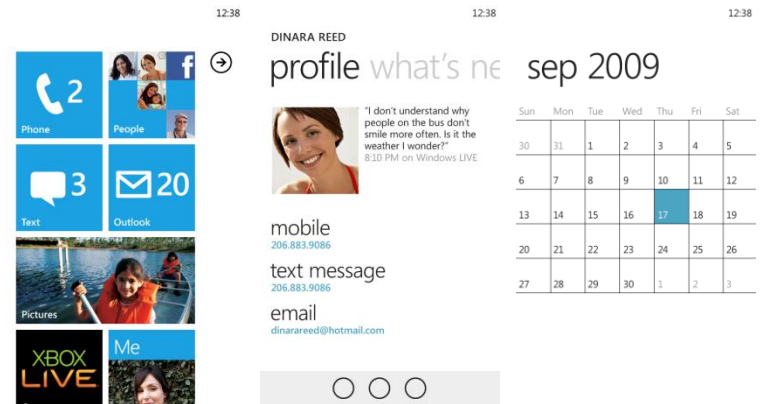 12:38
2
Phone
f
People
3
Text
20
Outlook
Pictures
XBOX
LIVE
Me
12:38
DINARA REED
profile what's ne
"I don't understand why
people on the bus don't
smile more often. Is it the
weather I wonder?"
8:10 PM on Windows LIVE
mobile
206.883.9086
text message
206.883.9086
email
dinarareed@hotmail.com
12:38
sep 2009
Sun Mon Tue Wed Thu Fri Sat
30 31 1 2 3 4 5
6 7 8 9 10 11 12
13 14 15 16 17 18 19
20 21 22 23 24 25 26
27 28 29 30 1 2 3